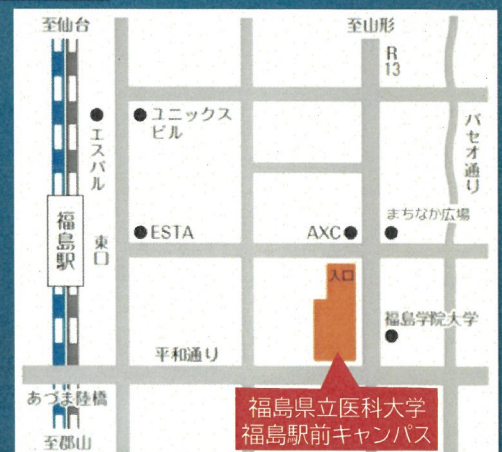 至仙台
至山形
R
13
ユニックス
ビル
エスパル
パセオ通り
福島駅
東口
ESTA
AXC
まちなか広場
入口
福島学院大学
平和通り
あづま陸橋
至郡山
福島県立医科大学
福島駅前キャンパス